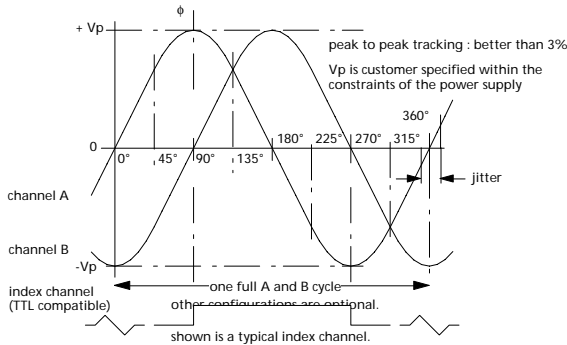 ϕ
+ Vp
peak to peak tracking : better than 3%
Vp is customer specified within the
constraints of the power supply
360°
0
0° 45° 90° 135° 180° 225° 270° 315°
jitter
channel A
channel B
-Vp
index channel
(TTL compatible)
one full A and B cycle
other configurations are optional.
shown is a typical index channel.